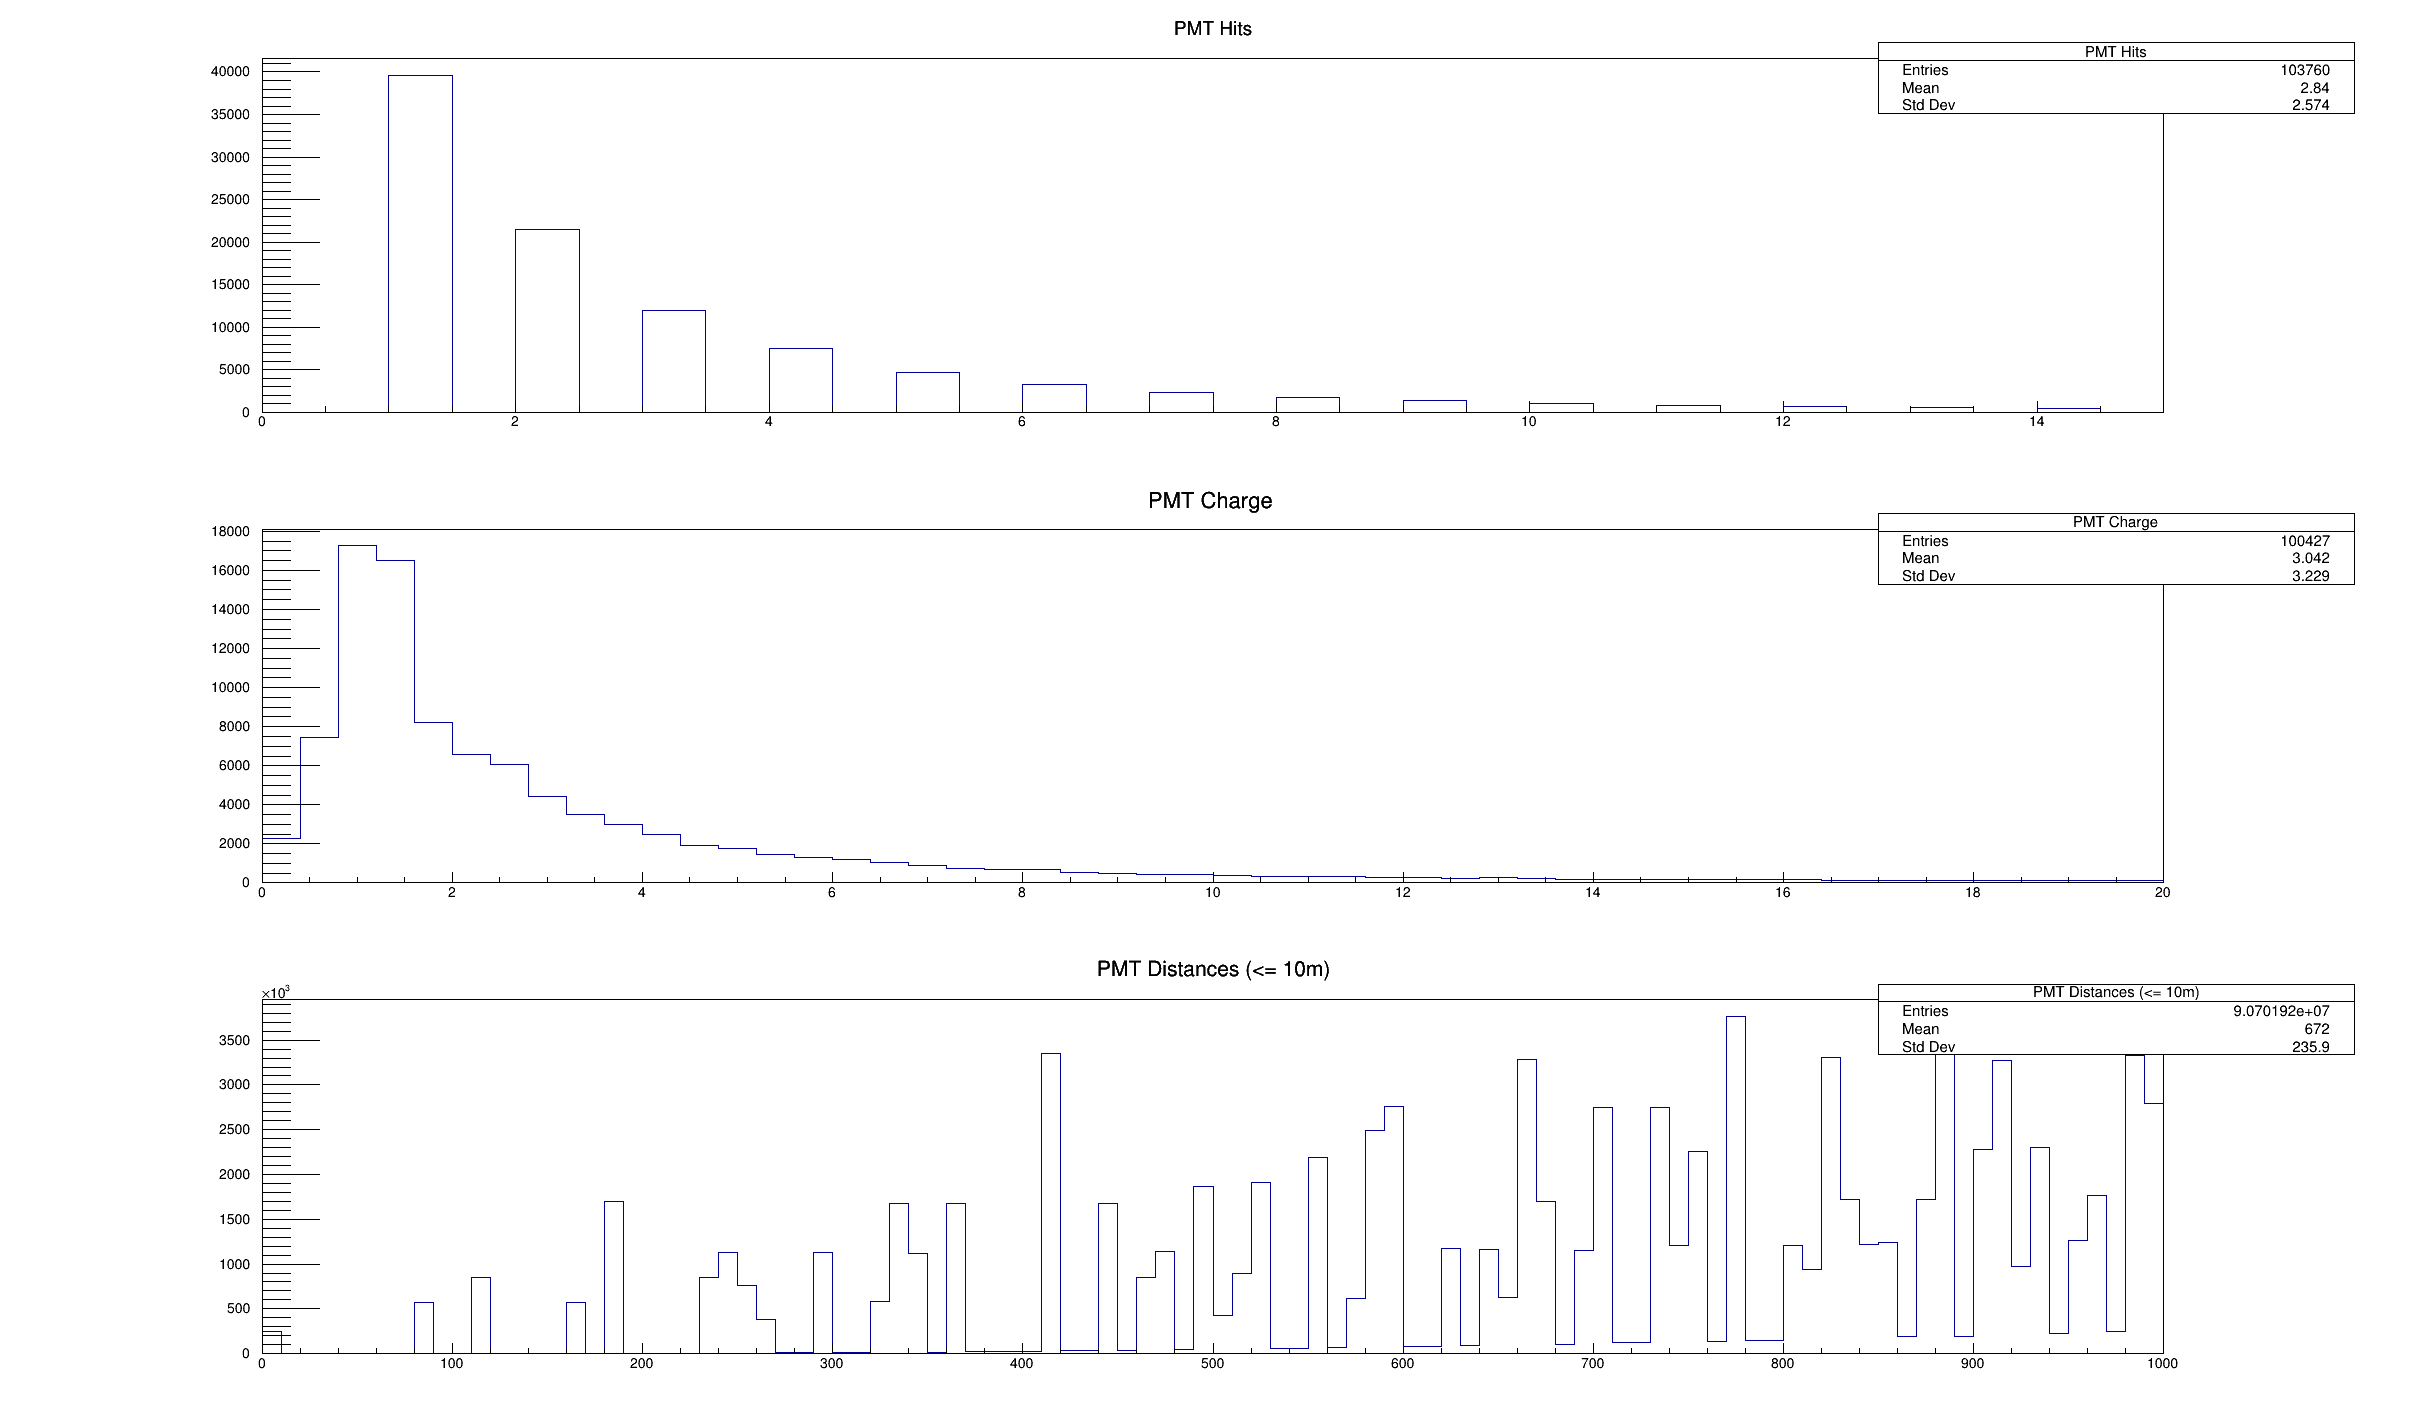 PMT Hits
PMT Hits
Entries 103760
Mean 2.84
Std Dev 2.574
40000
35000
30000
25000
20000
15000
10000
5000
0
0 2 4 6 8 10 12 14
PMT Charge
PMT Charge
Entries 100427
Mean 3.042
Std Dev 3.229
18000
16000
14000
12000
10000
8000
6000
4000
2000
0
0 2 4 6 8 10 12 14 16 18 20
PMT Distances (<= 10m)
×10³
PMT Distances (<= 10m)
Entries 9.070192e+07
Mean 672
Std Dev 235.9
3500
3000
2500
2000
1500
1000
500
0
0 100 200 300 400 500 600 700 800 900 1000